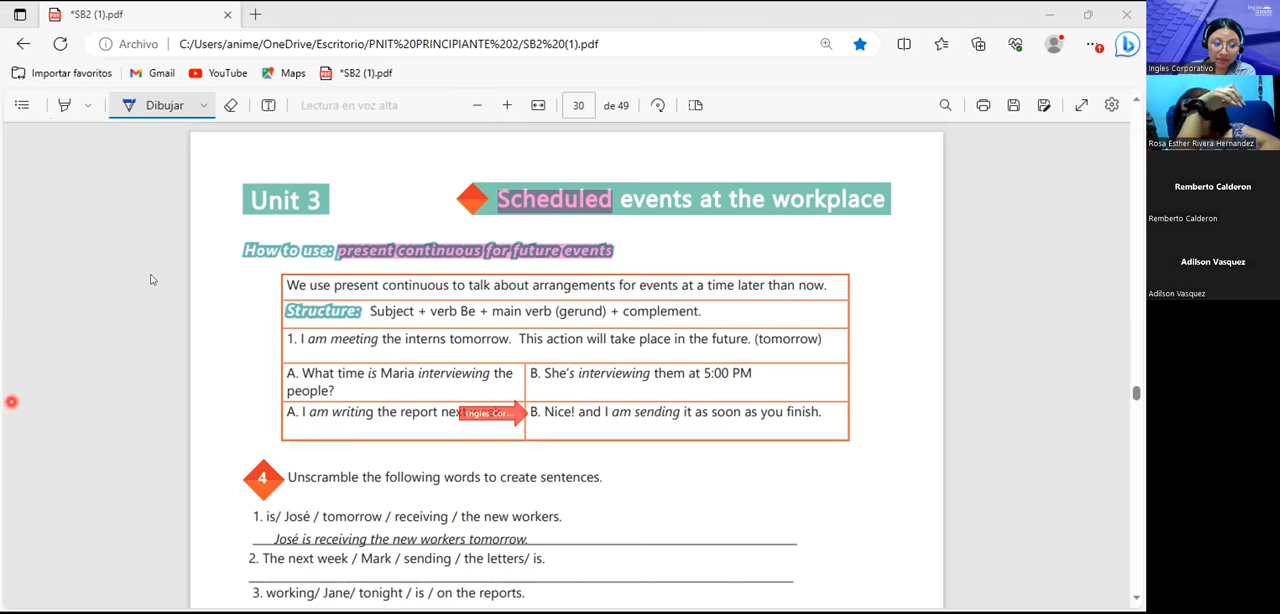 *SB2 (1).pdf
Archivo
C:/Users/anime/OneDrive/Escritorio/PNIT%20PRINCIPIANTE%202/SB2%20(1).pdf
Importar favoritos
Gmail
YouTube
Maps
*SB2 (1).pdf
Dibujar
Lectura en voz alta
30
de 49
Unit 3
Scheduled events at the workplace
How to use: present continuous for future events
We use present continuous to talk about arrangements for events at a time later than now.
Structure: Subject + verb Be + main verb (gerund) + complement.
1. I am meeting the interns tomorrow. This action will take place in the future. (tomorrow)
A. What time is Maria interviewing the people?
B. She's interviewing them at 5:00 PM
A. I am writing the report
Ingles Cor...
B. Nice! and I am sending it as soon as you finish.
4
Unscramble the following words to create sentences.
1. is/ José / tomorrow / receiving / the new workers.
José is receiving the new workers tomorrow.
2. The next week / Mark / sending / the letters/ is.
3. working/ Jane/ tonight / is / on the reports.
Ingles Corporativo
Rosa Esther Rivera Hernandez
Remberto Calderon
Remberto Calderon
Adilson Vasquez
Adilson Vasquez